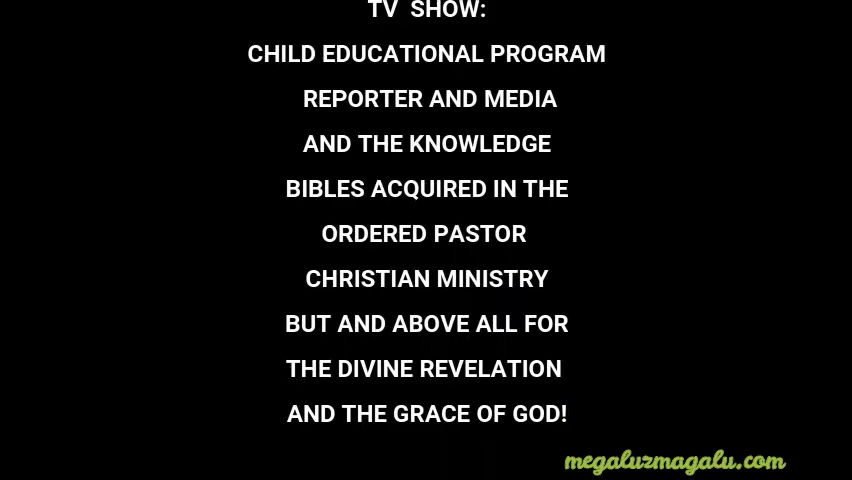 TV SHOW:
CHILD EDUCATIONAL PROGRAM
REPORTER AND MEDIA
AND THE KNOWLEDGE
BIBLES ACQUIRED IN THE
ORDERED PASTOR
CHRISTIAN MINISTRY
BUT AND ABOVE ALL FOR
THE DIVINE REVELATION
AND THE GRACE OF GOD!
megaluzmagalu.com